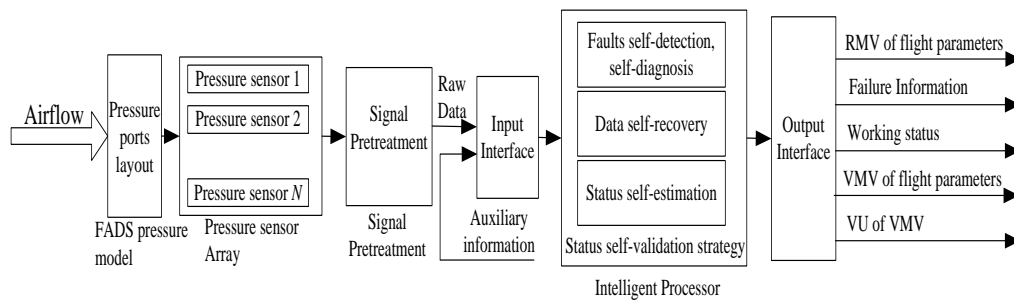 Airflow
Pressure
ports
layout
FADS pressure
model
Pressure sensor 1
Pressure sensor 2
Pressure sensor N
Pressure sensor
Array
Signal
Pretreatment
Signal
Pretreatment
Raw
Data
Input
Interface
Auxiliary
information
Faults self-detection,
self-diagnosis
Data self-recovery
Status self-estimation
Status self-validation strategy
Intelligent Processor
Output
Interface
RMV of flight parameters
Failure Information
Working status
VMV of flight parameters
VU of VMV